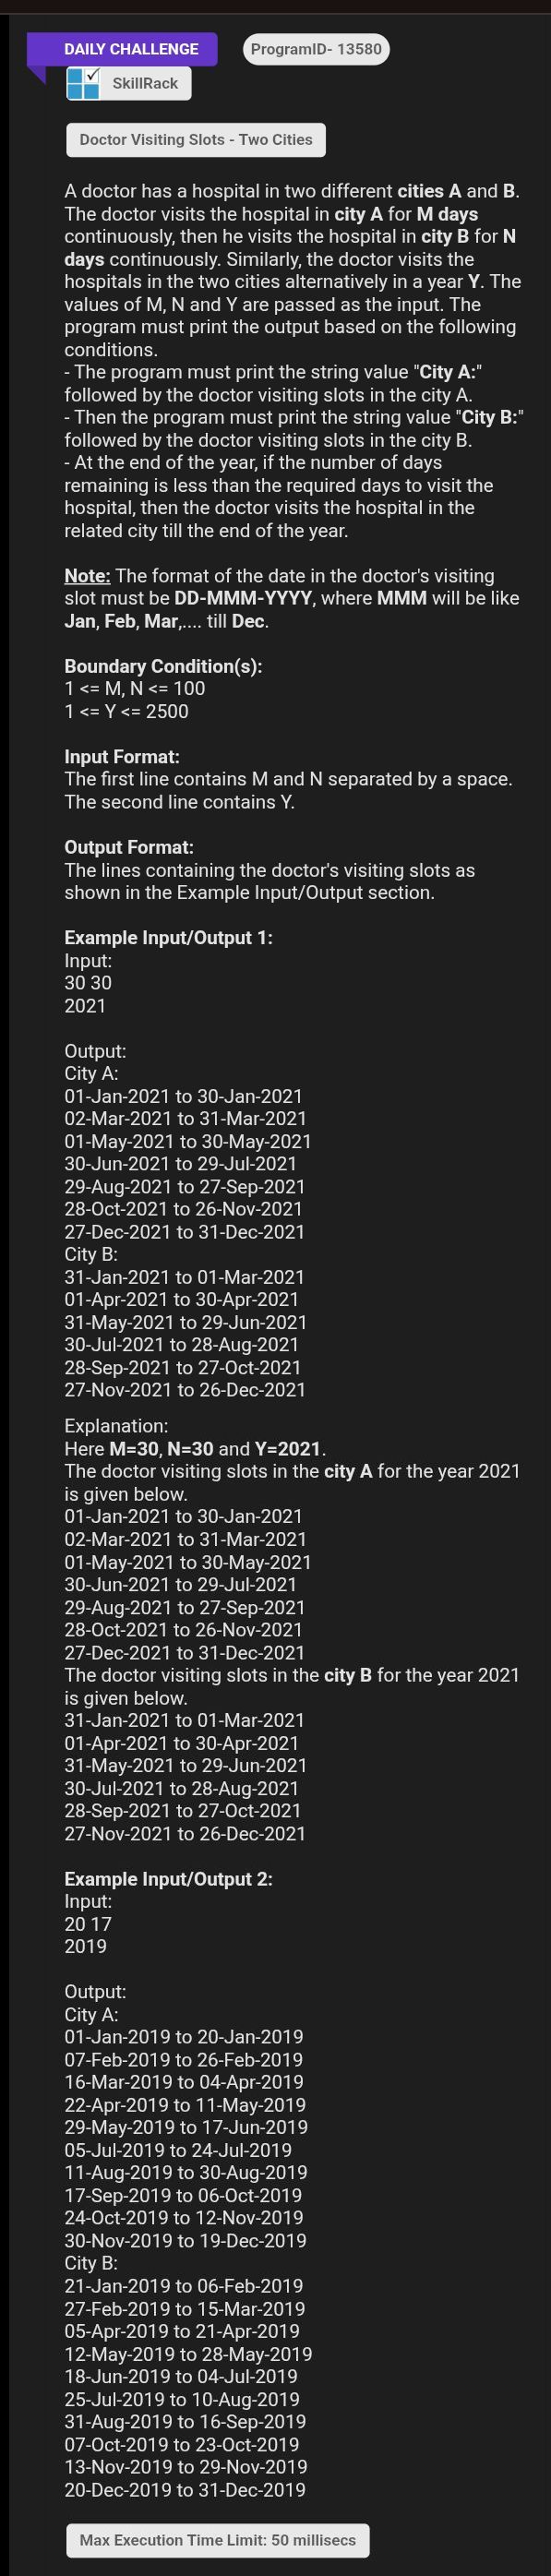 DAILY CHALLENGE
ProgramID- 13580
SkillRack
Doctor Visiting Slots - Two Cities
A doctor has a hospital in two different cities A and B.
The doctor visits the hospital in city A for M days
continuously, then he visits the hospital in city B for N
days continuously. Similarly, the doctor visits the
hospitals in the two cities alternatively in a year Y. The
values of M, N and Y are passed as the input. The
program must print the output based on the following
conditions.
- The program must print the string value "City A:"
followed by the doctor visiting slots in the city A.
- Then the program must print the string value "City B:"
followed by the doctor visiting slots in the city B.
- At the end of the year, if the number of days
remaining is less than the required days to visit the
hospital, then the doctor visits the hospital in the
related city till the end of the year.
Note: The format of the date in the doctor's visiting
slot must be DD-MMM-YYYY, where MMM will be like
Jan, Feb, Mar,.... till Dec.
Boundary Condition(s):
1 <= M, N <= 100
1 <= Y <= 2500
Input Format:
The first line contains M and N separated by a space.
The second line contains Y.
Output Format:
The lines containing the doctor's visiting slots as
shown in the Example Input/Output section.
Example Input/Output 1:
Input:
30 30
2021
Output:
City A:
01-Jan-2021 to 30-Jan-2021
02-Mar-2021 to 31-Mar-2021
01-May-2021 to 30-May-2021
30-Jun-2021 to 29-Jul-2021
29-Aug-2021 to 27-Sep-2021
28-Oct-2021 to 26-Nov-2021
27-Dec-2021 to 31-Dec-2021
City B:
31-Jan-2021 to 01-Mar-2021
01-Apr-2021 to 30-Apr-2021
31-May-2021 to 29-Jun-2021
30-Jul-2021 to 28-Aug-2021
28-Sep-2021 to 27-Oct-2021
27-Nov-2021 to 26-Dec-2021
Explanation:
Here M=30, N=30 and Y=2021.
The doctor visiting slots in the city A for the year 2021
is given below.
01-Jan-2021 to 30-Jan-2021
02-Mar-2021 to 31-Mar-2021
01-May-2021 to 30-May-2021
30-Jun-2021 to 29-Jul-2021
29-Aug-2021 to 27-Sep-2021
28-Oct-2021 to 26-Nov-2021
27-Dec-2021 to 31-Dec-2021
The doctor visiting slots in the city B for the year 2021
is given below.
31-Jan-2021 to 01-Mar-2021
01-Apr-2021 to 30-Apr-2021
31-May-2021 to 29-Jun-2021
30-Jul-2021 to 28-Aug-2021
28-Sep-2021 to 27-Oct-2021
27-Nov-2021 to 26-Dec-2021
Example Input/Output 2:
Input:
20 17
2019
Output:
City A:
01-Jan-2019 to 20-Jan-2019
07-Feb-2019 to 26-Feb-2019
16-Mar-2019 to 04-Apr-2019
22-Apr-2019 to 11-May-2019
29-May-2019 to 17-Jun-2019
05-Jul-2019 to 24-Jul-2019
11-Aug-2019 to 30-Aug-2019
17-Sep-2019 to 06-Oct-2019
24-Oct-2019 to 12-Nov-2019
30-Nov-2019 to 19-Dec-2019
City B:
21-Jan-2019 to 06-Feb-2019
27-Feb-2019 to 15-Mar-2019
05-Apr-2019 to 21-Apr-2019
12-May-2019 to 28-May-2019
18-Jun-2019 to 04-Jul-2019
25-Jul-2019 to 10-Aug-2019
31-Aug-2019 to 16-Sep-2019
07-Oct-2019 to 23-Oct-2019
13-Nov-2019 to 29-Nov-2019
20-Dec-2019 to 31-Dec-2019
Max Execution Time Limit: 50 millisecs